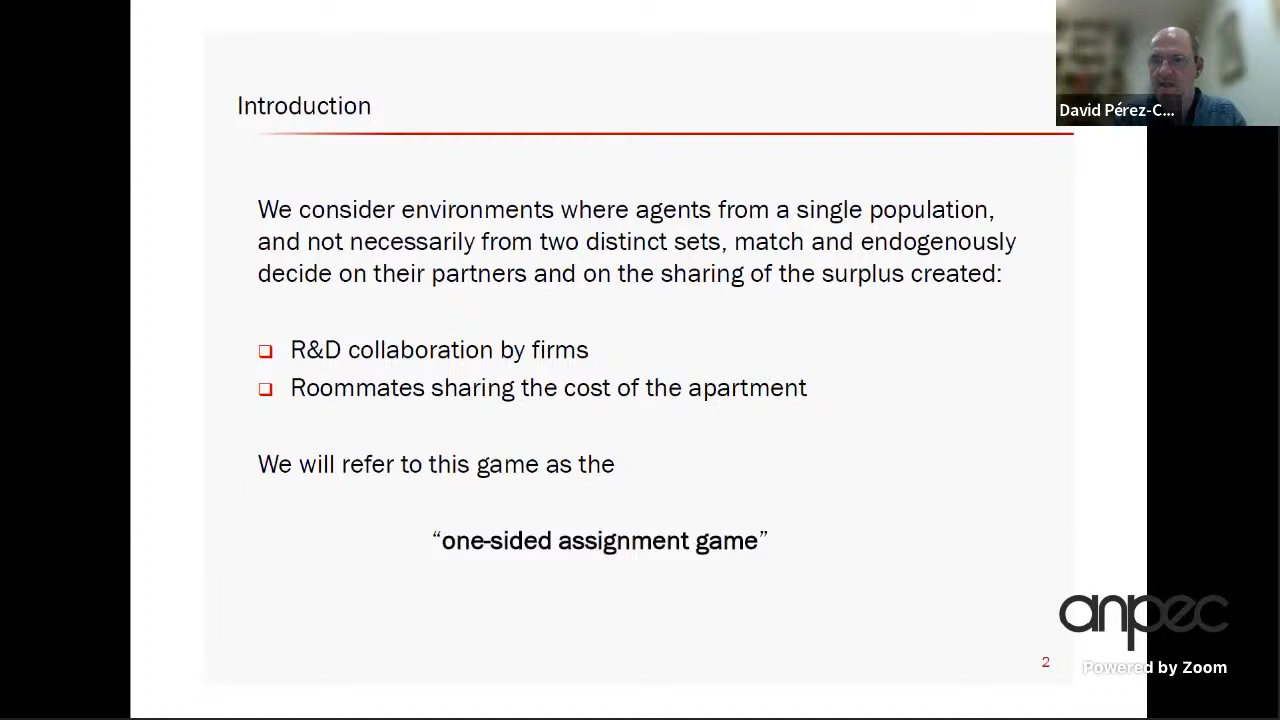 David Pérez-C...
Introduction
We consider environments where agents from a single population,
and not necessarily from two distinct sets, match and endogenously
decide on their partners and on the sharing of the surplus created:
R&D collaboration by firms
Roommates sharing the cost of the apartment
We will refer to this game as the
“one-sided assignment game”
anpec
2
Powered by Zoom